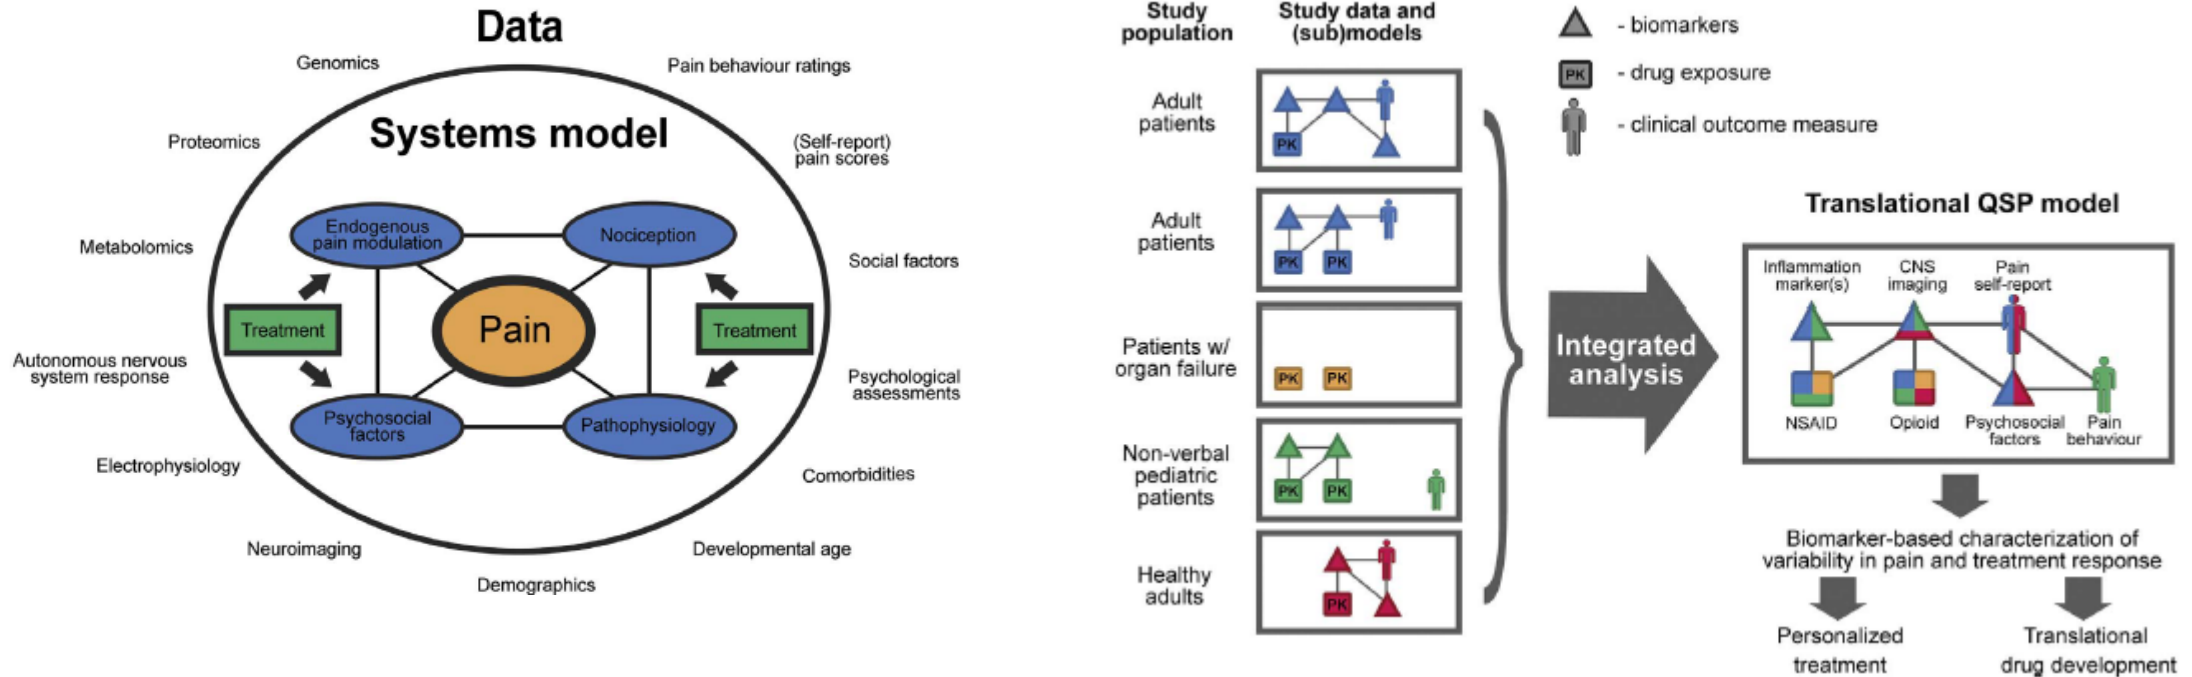 Data
Genomics
Pain behaviour ratings
Systems model
Proteomics
(Self-report)
pain scores
Endogenous
pain modulation
Nociception
Metabolomics
Social factors
Treatment
Pain
Treatment
Autonomous nervous
system response
Psychological
assessments
Psychosocial
factors
Pathophysiology
Electrophysiology
Comorbidities
Neuroimaging
Developmental age
Demographics
Study
population
Study data and
(sub)models
- biomarkers
PK
- drug exposure
- clinical outcome measure
Adult
patients
PK
Adult
patients
PK
PK
Patients w/
organ failure
PK
PK
Non-verbal
pediatric
patients
PK
PK
Healthy
adults
PK
Integrated
analysis
Translational QSP model
Inflammation
marker(s)
CNS
imaging
Pain
self-report
NSAID
Opioid
Psychosocial
factors
Pain
behaviour
Biomarker-based characterization of
variability in pain and treatment response
Personalized
treatment
Translational
drug development